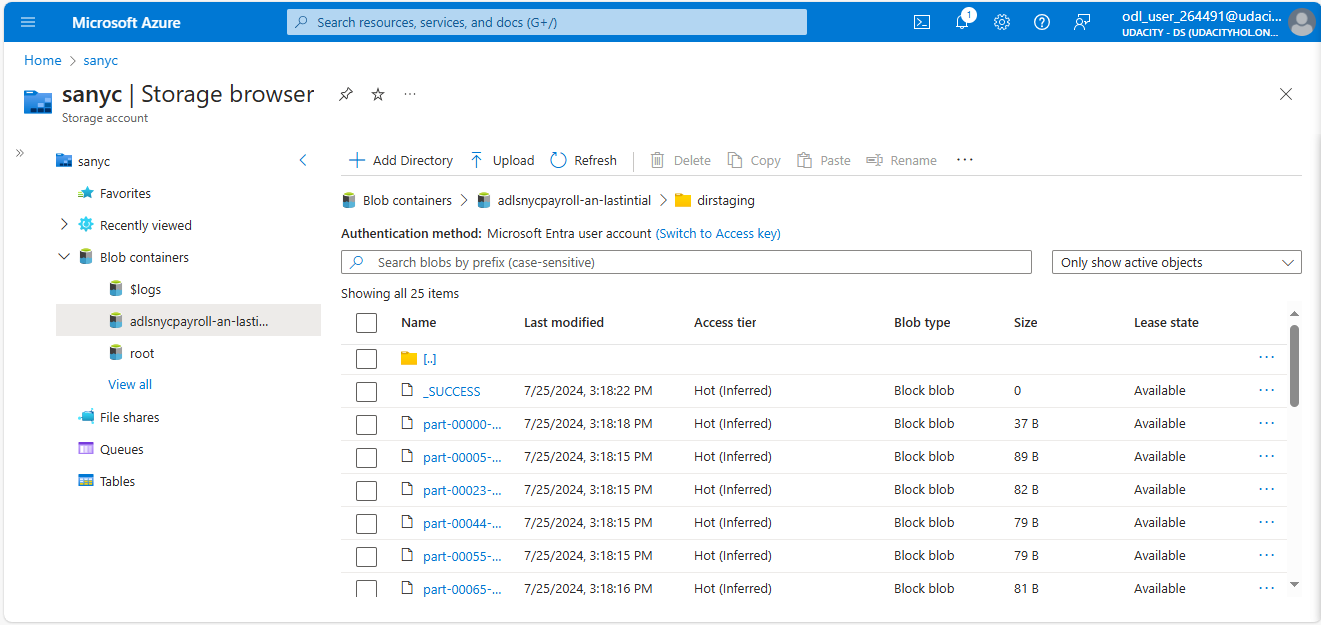 Microsoft Azure
Search resources, services, and docs (G+/)
1
odl_user_264491@udaci...
UDACITY - DS (UDACITYHOL.ON...
Home > sanyc
sanyc | Storage browser
...
Storage account
sanyc
Favorites
Recently viewed
Blob containers
$logs
adlsnycpayroll-an-lasti...
root
View all
File shares
Queues
Tables
Add Directory Upload Refresh Delete Copy Paste Rename ...
Blob containers > adlsnycpayroll-an-lastintial > dirstaging
Authentication method: Microsoft Entra user account (Switch to Access key)
Search blobs by prefix (case-sensitive) Only show active objects
Showing all 25 items
Name Last modified Access tier Blob type Size Lease state
[..] ...
_SUCCESS 7/25/2024, 3:18:22 PM Hot (Inferred) Block blob 0 Available ...
part-00000-... 7/25/2024, 3:18:18 PM Hot (Inferred) Block blob 37 B Available ...
part-00005-... 7/25/2024, 3:18:15 PM Hot (Inferred) Block blob 89 B Available ...
part-00023-... 7/25/2024, 3:18:15 PM Hot (Inferred) Block blob 82 B Available ...
part-00044-... 7/25/2024, 3:18:15 PM Hot (Inferred) Block blob 79 B Available ...
part-00055-... 7/25/2024, 3:18:15 PM Hot (Inferred) Block blob 79 B Available ...
part-00065-... 7/25/2024, 3:18:16 PM Hot (Inferred) Block blob 81 B Available ...